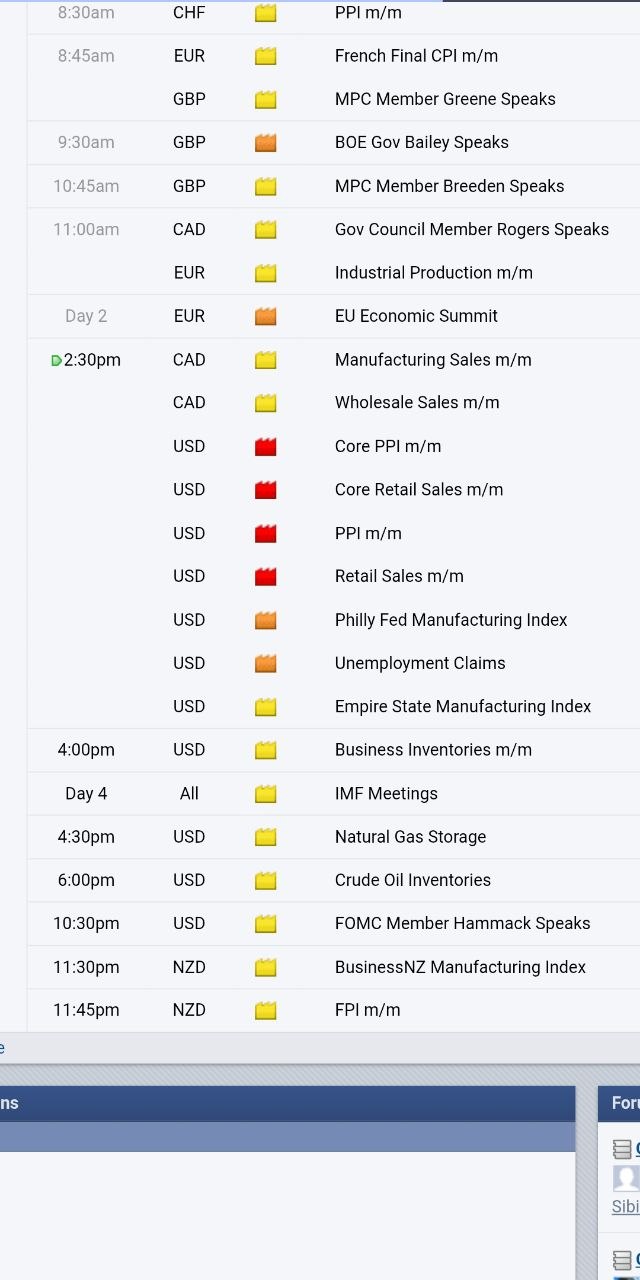 8:30am CHF PPI m/m
8:45am EUR French Final CPI m/m
GBP MPC Member Greene Speaks
9:30am GBP BOE Gov Bailey Speaks
10:45am GBP MPC Member Breeden Speaks
11:00am CAD Gov Council Member Rogers Speaks
EUR Industrial Production m/m
Day 2 EUR EU Economic Summit
2:30pm CAD Manufacturing Sales m/m
CAD Wholesale Sales m/m
USD Core PPI m/m
USD Core Retail Sales m/m
USD PPI m/m
USD Retail Sales m/m
USD Philly Fed Manufacturing Index
USD Unemployment Claims
USD Empire State Manufacturing Index
4:00pm USD Business Inventories m/m
Day 4 All IMF Meetings
4:30pm USD Natural Gas Storage
6:00pm USD Crude Oil Inventories
10:30pm USD FOMC Member Hammack Speaks
11:30pm NZD BusinessNZ Manufacturing Index
11:45pm NZD FPI m/m
e
ns
Foru
Sibi